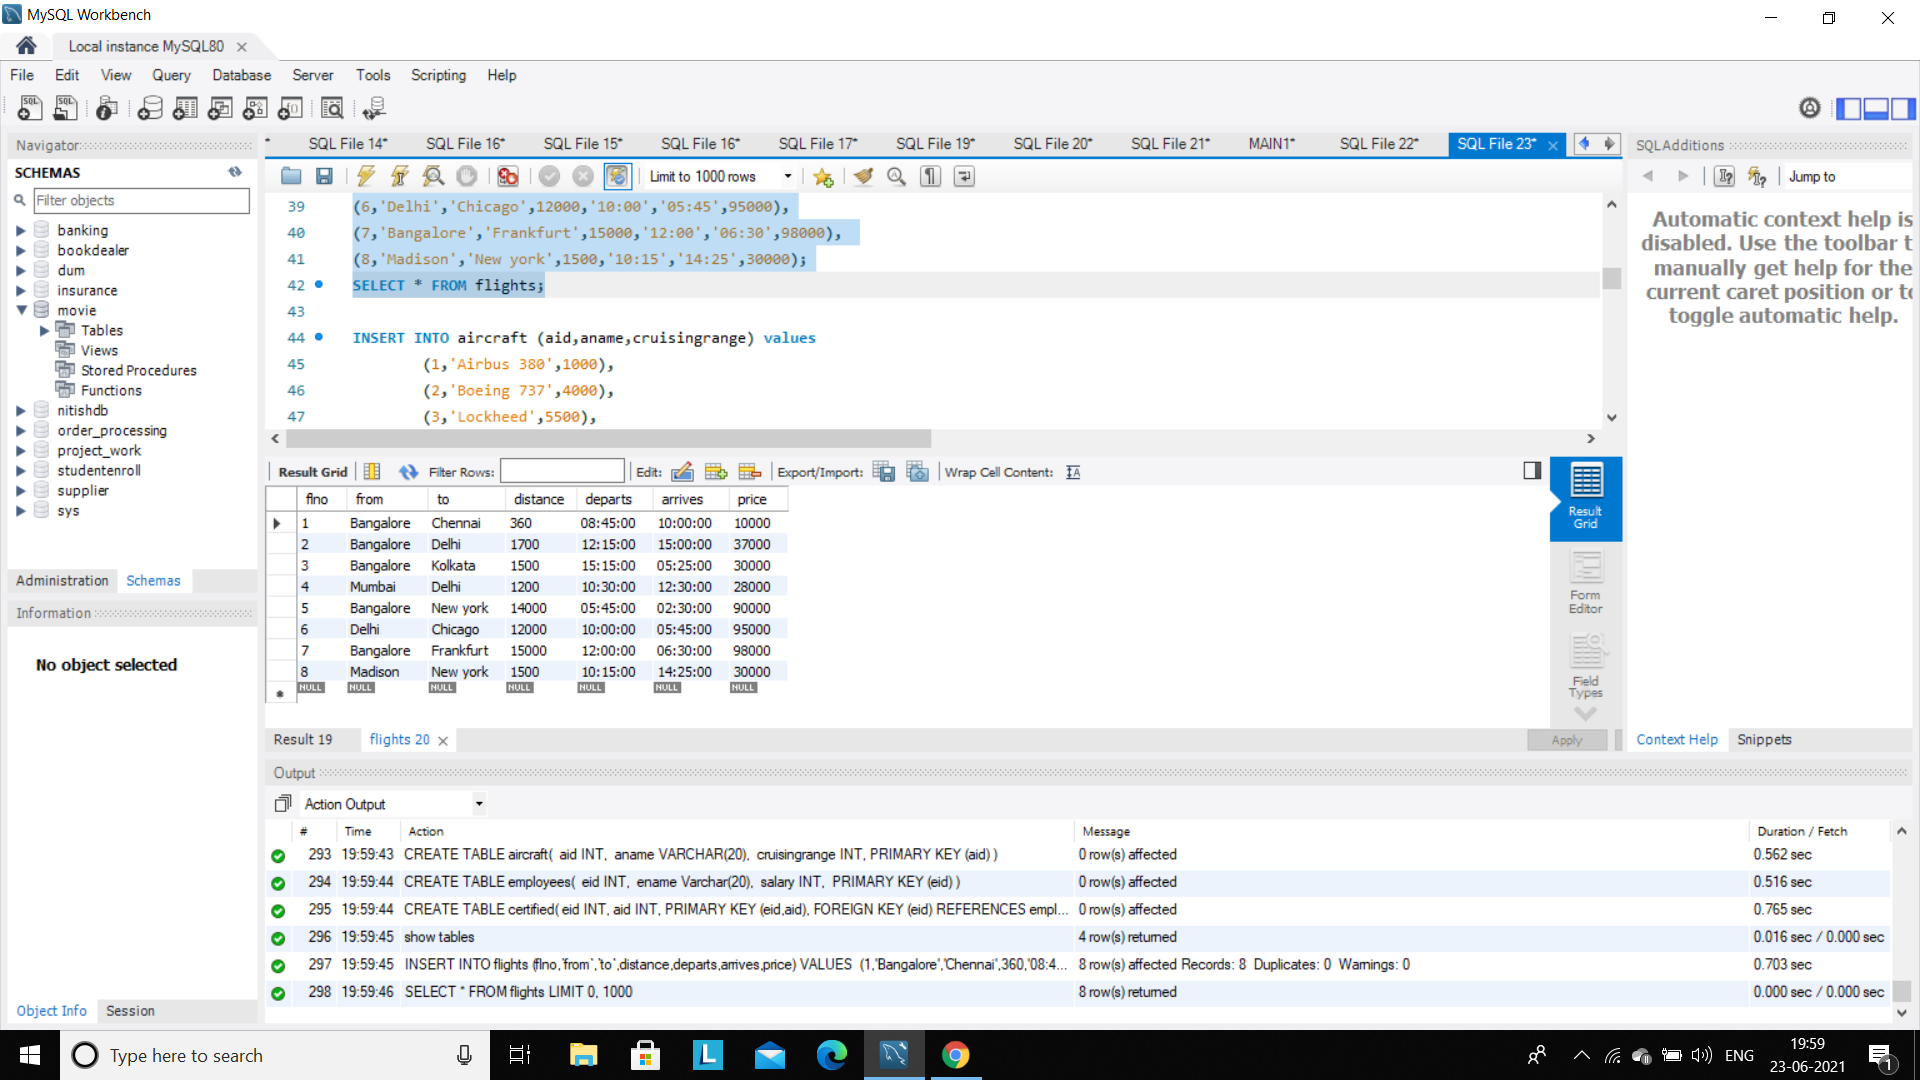 MySQL Workbench
Local instance MySQL80
File Edit View Query Database Server Tools Scripting Help
Navigator
SCHEMAS
Filter objects
banking
bookdealer
dum
insurance
movie
Tables
Views
Stored Procedures
Functions
nitishdb
order_processing
project_work
studentenroll
supplier
sys
Administration Schemas
Information
No object selected
Object Info Session
* SQL File 14* SQL File 16* SQL File 15* SQL File 16* SQL File 17* SQL File 19* SQL File 20* SQL File 21* MAIN1* SQL File 22* SQL File 23*
Limit to 1000 rows
39 (6,'Delhi','Chicago',12000,'10:00','05:45',95000),
40 (7,'Bangalore','Frankfurt',15000,'12:00','06:30',98000),
41 (8,'Madison','New york',1500,'10:15','14:25',30000);
42 SELECT * FROM flights;
43
44 INSERT INTO aircraft (aid,aname,cruisingrange) values
45 (1,'Airbus 380',1000),
46 (2,'Boeing 737',4000),
47 (3,'Lockheed',5500),
Result Grid Filter Rows: Edit: Export/Import: Wrap Cell Content:
flno from to distance departs arrives price
1 Bangalore Chennai 360 08:45:00 10:00:00 10000
2 Bangalore Delhi 1700 12:15:00 15:00:00 37000
3 Bangalore Kolkata 1500 15:15:00 05:25:00 30000
4 Mumbai Delhi 1200 10:30:00 12:30:00 28000
5 Bangalore New york 14000 05:45:00 02:30:00 90000
6 Delhi Chicago 12000 10:00:00 05:45:00 95000
7 Bangalore Frankfurt 15000 12:00:00 06:30:00 98000
8 Madison New york 1500 10:15:00 14:25:00 30000
NULL NULL NULL NULL NULL NULL NULL
Result Grid
Form Editor
Field Types
Result 19 flights 20 Apply
SQLAdditions
Jump to
Automatic context help is
disabled. Use the toolbar t
manually get help for the
current caret position or to
toggle automatic help.
Context Help Snippets
Output
Action Output
# Time Action Message Duration / Fetch
293 19:59:43 CREATE TABLE aircraft( aid INT, aname VARCHAR(20), cruisingrange INT, PRIMARY KEY (aid) ) 0 row(s) affected 0.562 sec
294 19:59:44 CREATE TABLE employees( eid INT, ename Varchar(20), salary INT, PRIMARY KEY (eid) ) 0 row(s) affected 0.516 sec
295 19:59:44 CREATE TABLE certified( eid INT, aid INT, PRIMARY KEY (eid,aid), FOREIGN KEY (eid) REFERENCES empl... 0 row(s) affected 0.765 sec
296 19:59:45 show tables 4 row(s) returned 0.016 sec / 0.000 sec
297 19:59:45 INSERT INTO flights (flno,`from`,`to`,distance,departs,arrives,price) VALUES (1,'Bangalore','Chennai',360,'08:4... 8 row(s) affected Records: 8 Duplicates: 0 Warnings: 0 0.703 sec
298 19:59:46 SELECT * FROM flights LIMIT 0, 1000 8 row(s) returned 0.000 sec / 0.000 sec
Type here to search
ENG
19:59
23-06-2021
1